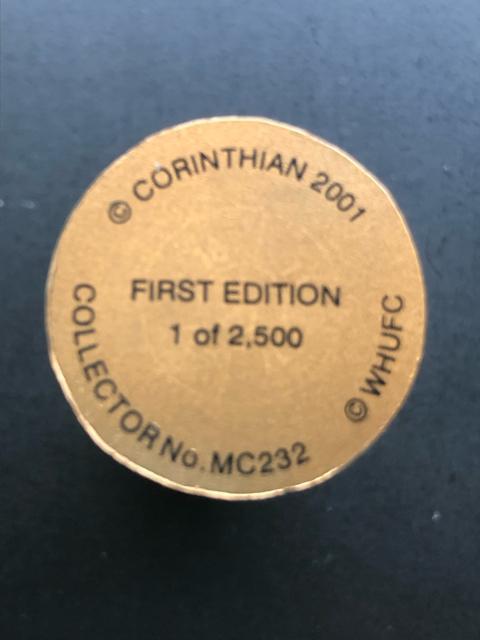 © CORINTHIAN 2001
FIRST EDITION
1 of 2,500
COLLECTOR No. MC232
© WHUFC